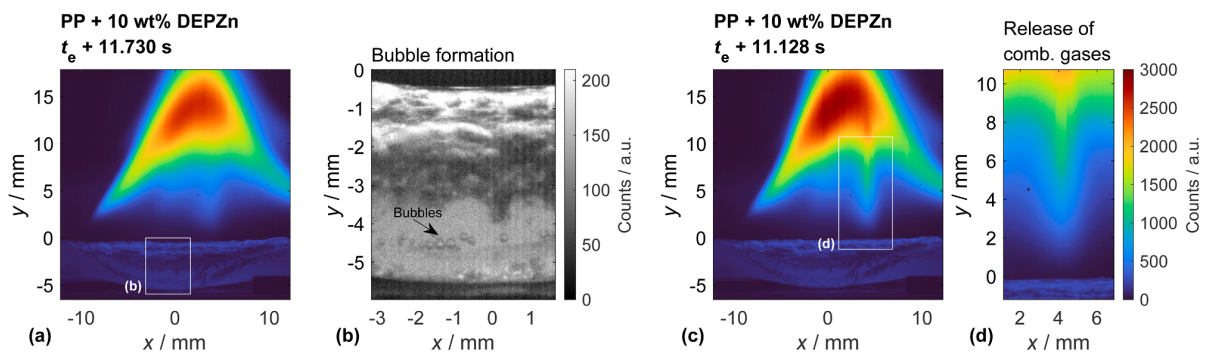 PP + 10 wt% DEPZn
tₑ + 11.730 s
Bubble formation
PP + 10 wt% DEPZn
tₑ + 11.128 s
Release of
comb. gases
15
10
5
0
-5
y / mm
-10 0 10
x / mm
(b)
(a)
0
-1
-2
-3
-4
-5
y / mm
Bubbles
-3 -2 -1 0 1
x / mm
(b)
200
150
100
50
0
Counts / a.u.
15
10
5
0
-5
y / mm
-10 0 10
x / mm
(d)
(c)
10
8
6
4
2
0
y / mm
2 4 6
x / mm
(d)
3000
2500
2000
1500
1000
500
0
Counts / a.u.